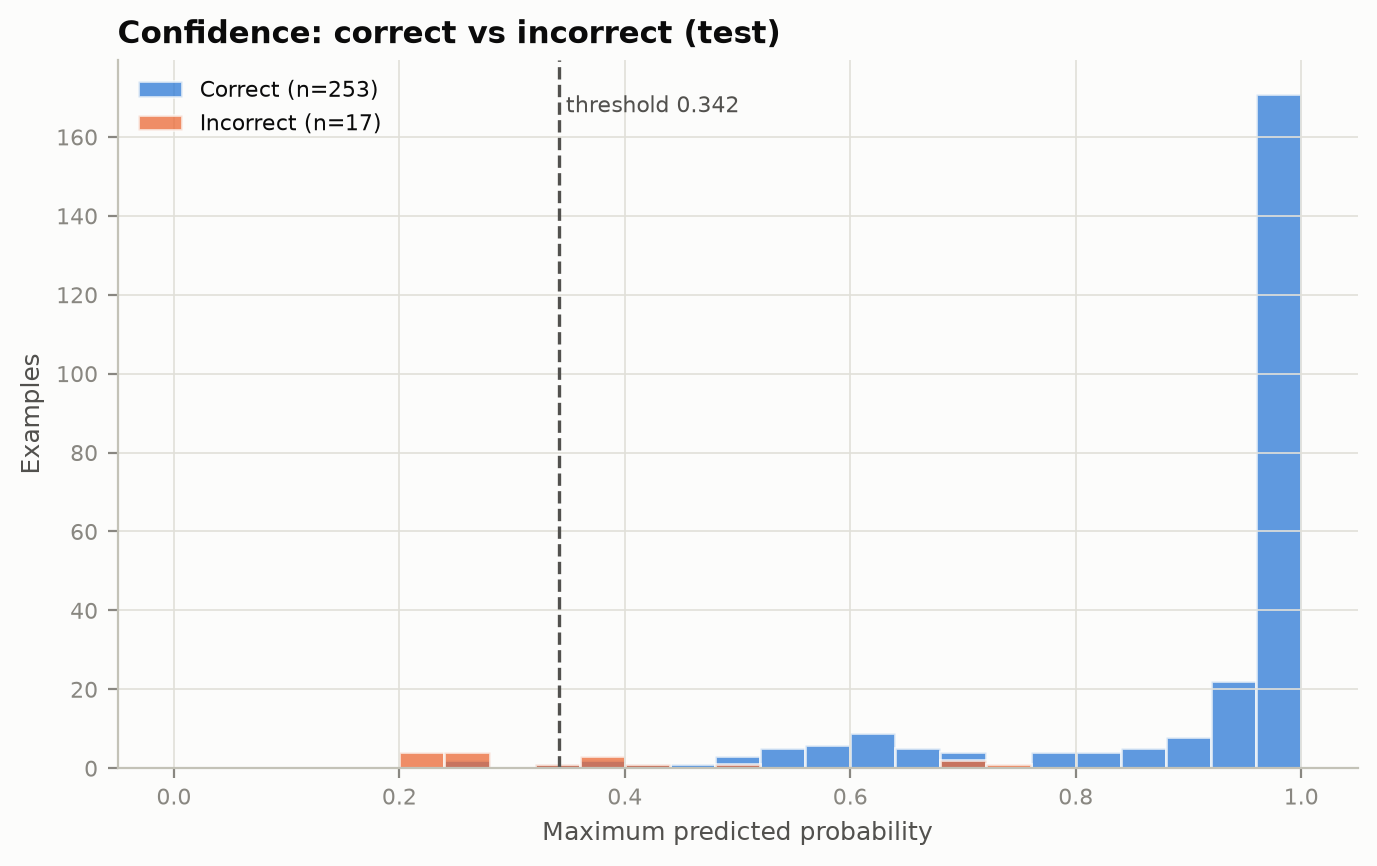 Confidence: correct vs incorrect (test)
Correct (n=253)
Incorrect (n=17)
threshold 0.342
Examples
160
140
120
100
80
60
40
20
0
0.0 0.2 0.4 0.6 0.8 1.0
Maximum predicted probability